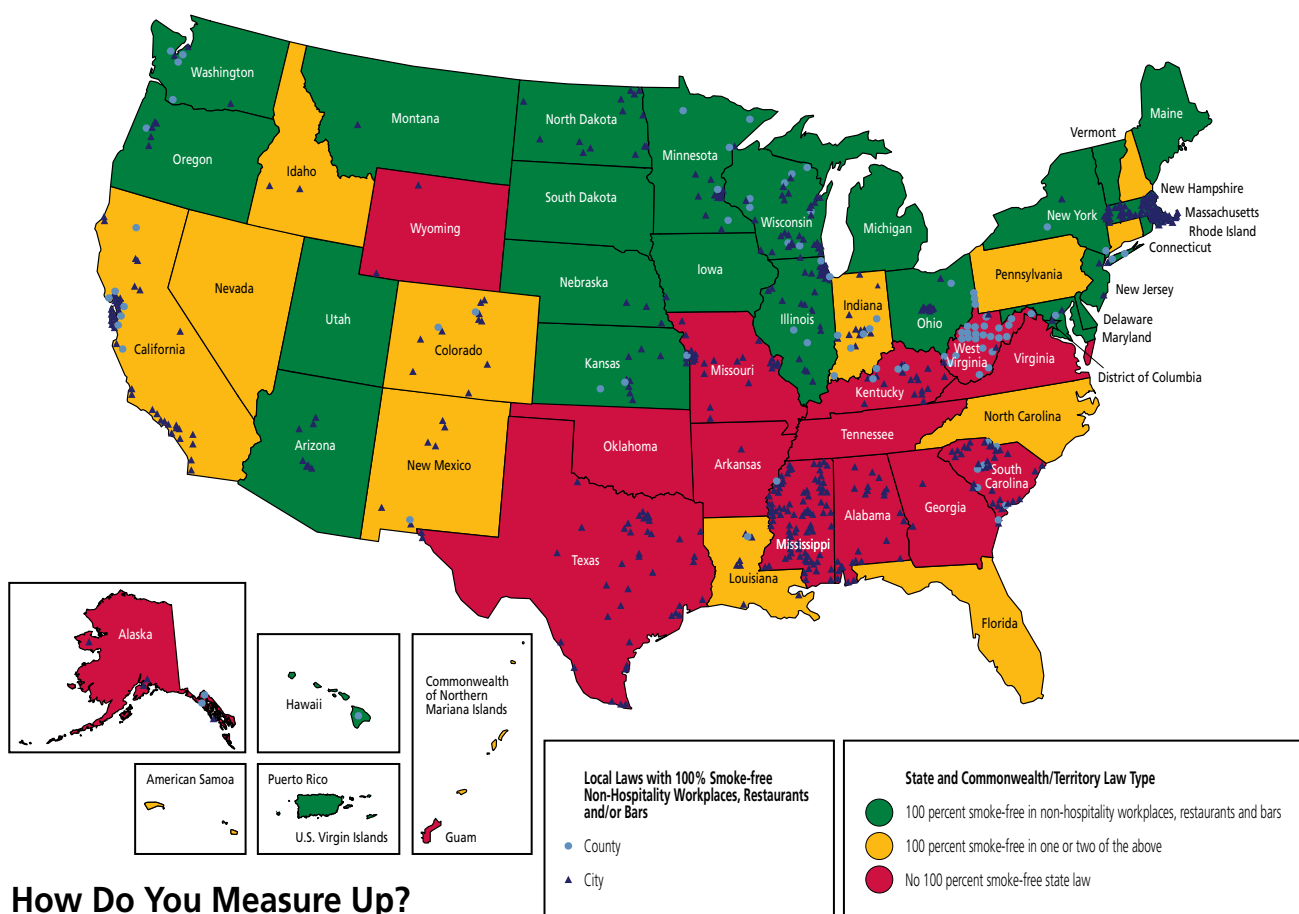 Washington
Montana
North Dakota
Minnesota
Maine
Vermont
Oregon
Idaho
South Dakota
Wisconsin
Michigan
New York
New Hampshire
Massachusetts
Rhode Island
Connecticut
Wyoming
Nebraska
Iowa
Pennsylvania
New Jersey
Nevada
Utah
Colorado
Kansas
Illinois
Indiana
Ohio
Delaware
Maryland
District of Columbia
California
Missouri
West
Virginia
Virginia
Kentucky
North Carolina
Arizona
New Mexico
Oklahoma
Arkansas
Tennessee
South
Carolina
Texas
Mississippi
Alabama
Georgia
Louisiana
Florida
Alaska
Hawaii
Commonwealth
of Northern
Mariana Islands
American Samoa
Puerto Rico
U.S. Virgin Islands
Guam
Local Laws with 100% Smoke-free
Non-Hospitality Workplaces, Restaurants
and/or Bars
County
City
State and Commonwealth/Territory Law Type
100 percent smoke-free in non-hospitality workplaces, restaurants and bars
100 percent smoke-free in one or two of the above
No 100 percent smoke-free state law
How Do You Measure Up?